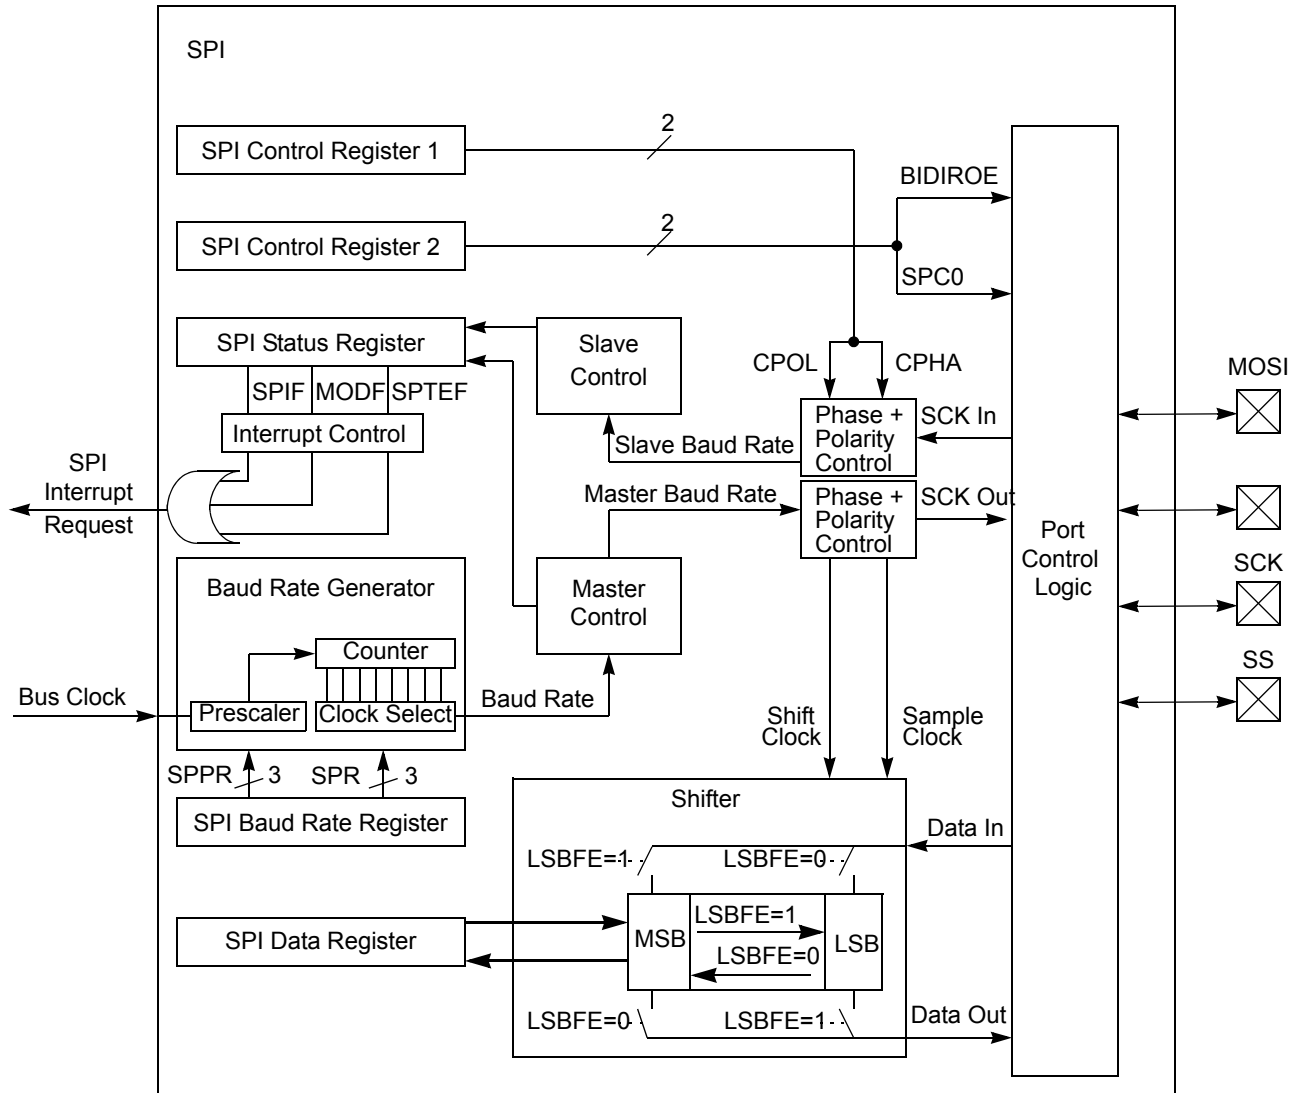 SPI
SPI Control Register 1
2
BIDIROE
SPI Control Register 2
2
SPC0
SPI Status Register
Slave
Control
CPOL
CPHA
MOSI
SPIF
MODF
SPTEF
Interrupt Control
Phase +
Polarity
Control
SCK In
Slave Baud Rate
SPI
Interrupt
Request
Master Baud Rate
Phase +
Polarity
Control
SCK Out
Port
Control
Logic
SCK
Baud Rate Generator
Master
Control
Counter
SS
Bus Clock
Prescaler
Clock Select
Baud Rate
Shift
Clock
Sample
Clock
SPPR
3
SPR
3
SPI Baud Rate Register
Shifter
Data In
LSBFE=1
LSBFE=0
SPI Data Register
MSB
LSBFE=1
LSBFE=0
LSB
LSBFE=0
LSBFE=1
Data Out